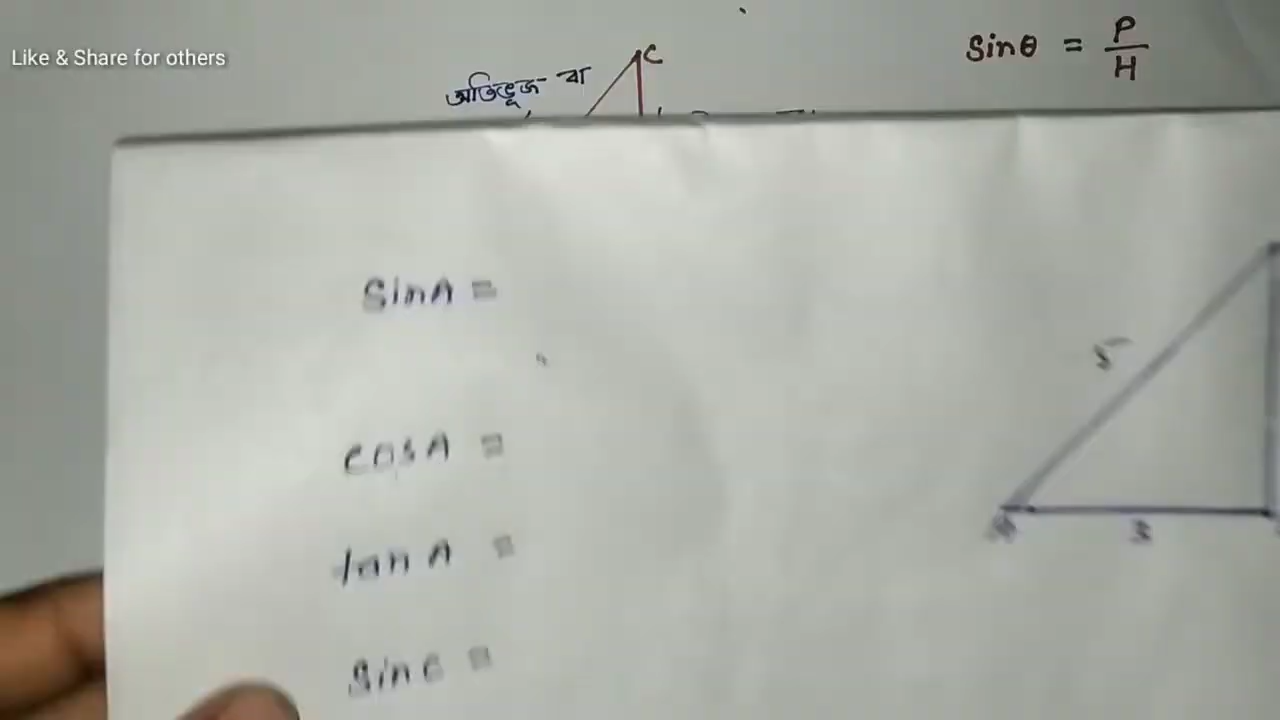 Like & Share for others
অতিভূজ বা
C
Sinθ = P/H
SinA =
5
cosA =
A
3
tanA =
Sinc =